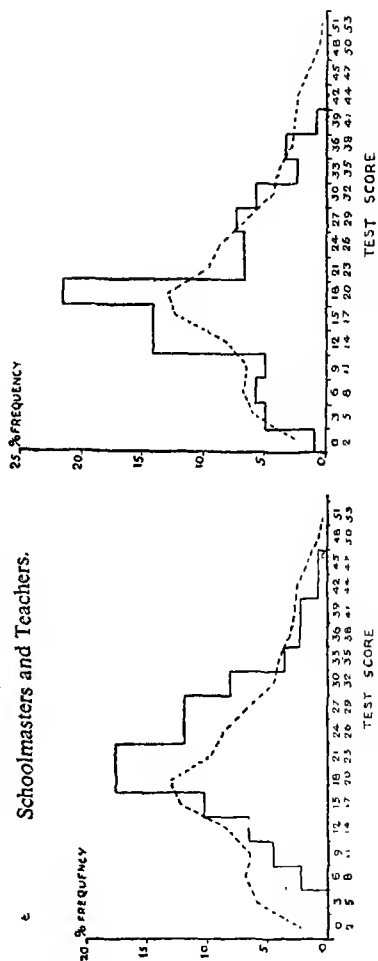 Schoolmasters and Teachers.
20 % FREQUENCY
15
10
5
0
0 3 6 9 12 15 18 21 24 27 30 33 36 39 42 45 48 51
2 5 8 11 14 17 20 23 26 29 32 35 38 41 44 47 50 53
TEST SCORE
25 % FREQUENCY
20
15
10
5
0
0 3 6 9 12 15 18 21 24 27 30 33 36 39 42 45 48 51
2 5 8 11 14 17 20 23 26 29 32 35 38 41 44 47 50 53
TEST SCORE